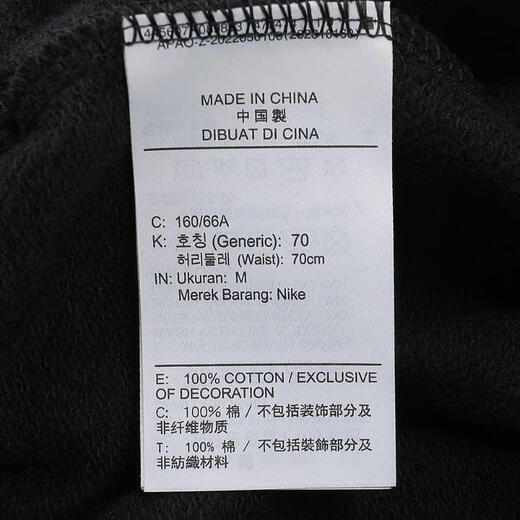 MADE IN CHINA
中国製
DIBUAT DI CINA
C: 160/66A
K: 호칭 (Generic): 70
허리둘레 (Waist): 70cm
IN: Ukuran: M
Merek Barang: Nike
E: 100% COTTON / EXCLUSIVE
OF DECORATION
C: 100% 棉 / 不包括装饰部分及
非纤维物质
T: 100% 棉 / 不包括裝飾部分及
非紡織材料